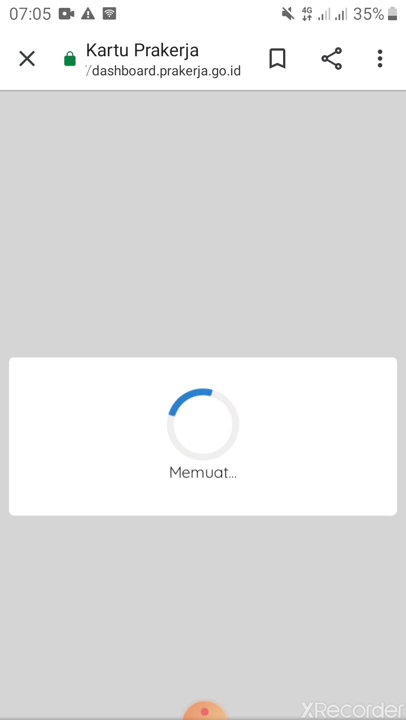 07:05 4G 35%
Kartu Prakerja
/dashboard.prakerja.go.id
Memuat...
XRecorder